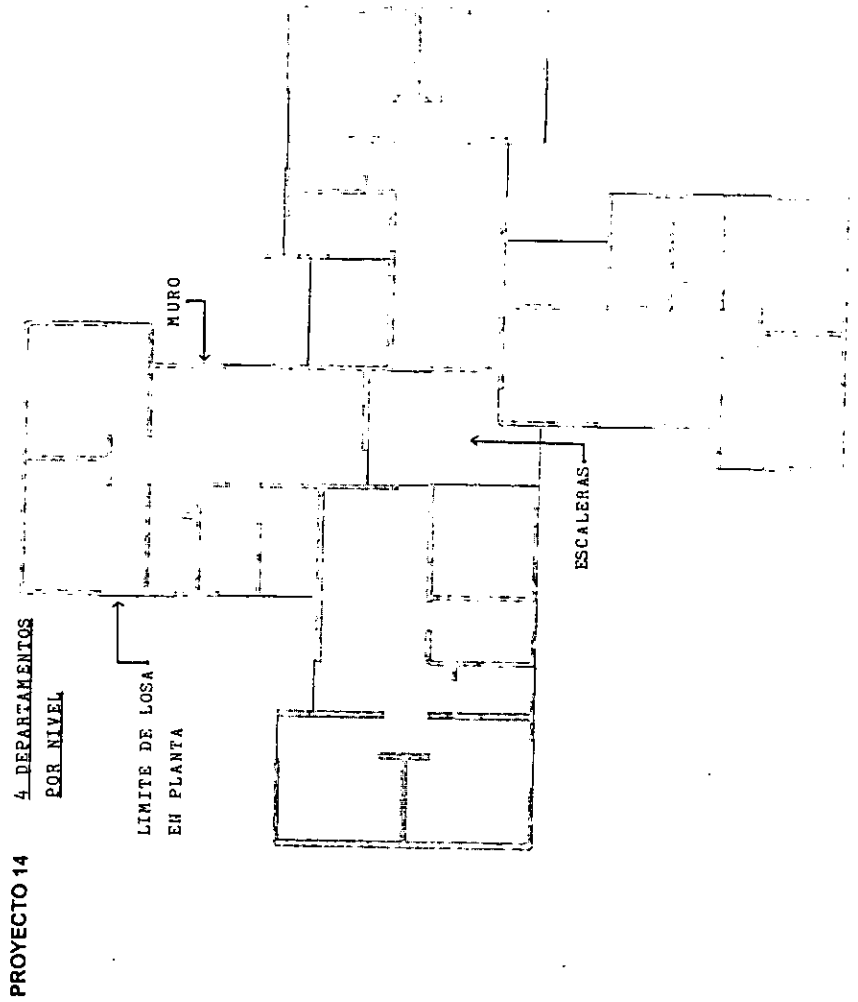 PROYECTO 14
4 DEPARTAMENTOS
POR NIVEL
LIMITE DE LOSA
EN PLANTA
MURO
ESCALERAS